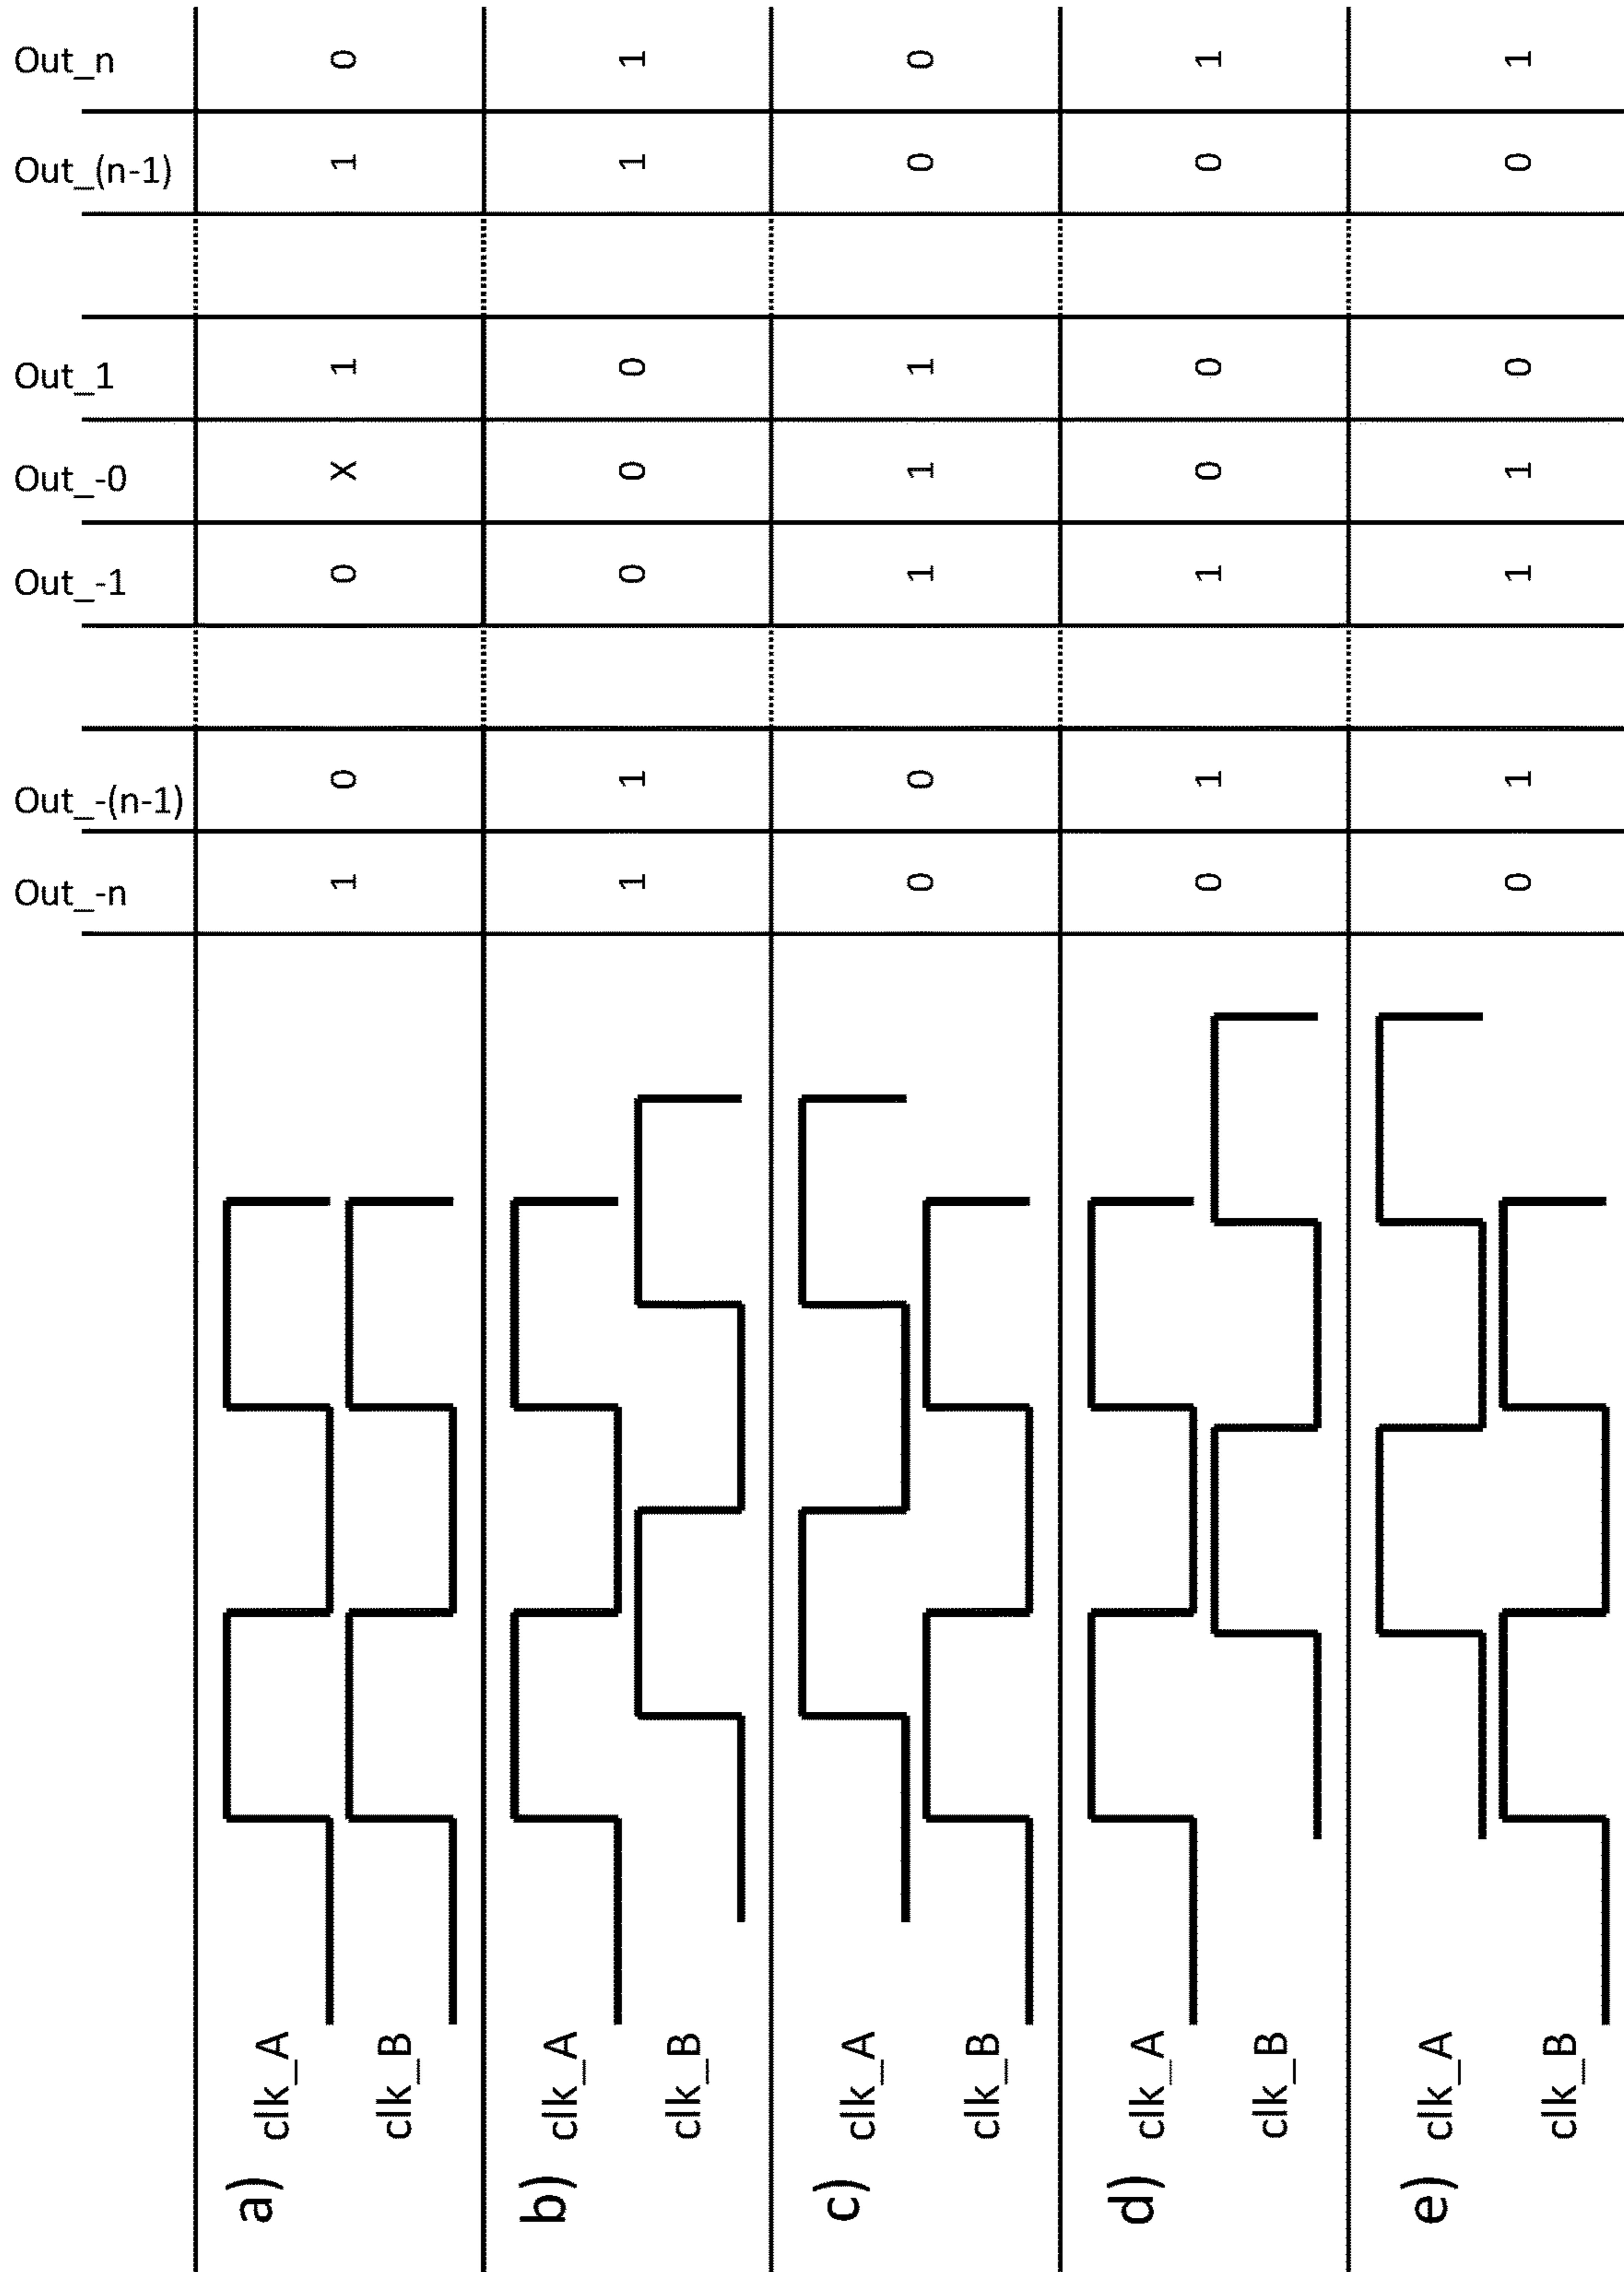 Out_-n
Out_-(n-1)
Out_-1
Out_-0
Out_1
Out_(n-1)
Out_n
a)
clk_A
clk_B
1
0
0
X
1
1
0
b)
clk_A
clk_B
1
1
0
0
0
1
1
c)
clk_A
clk_B
0
0
1
1
1
0
0
d)
clk_A
clk_B
0
1
1
0
0
0
1
e)
clk_A
clk_B
0
1
1
1
0
0
1